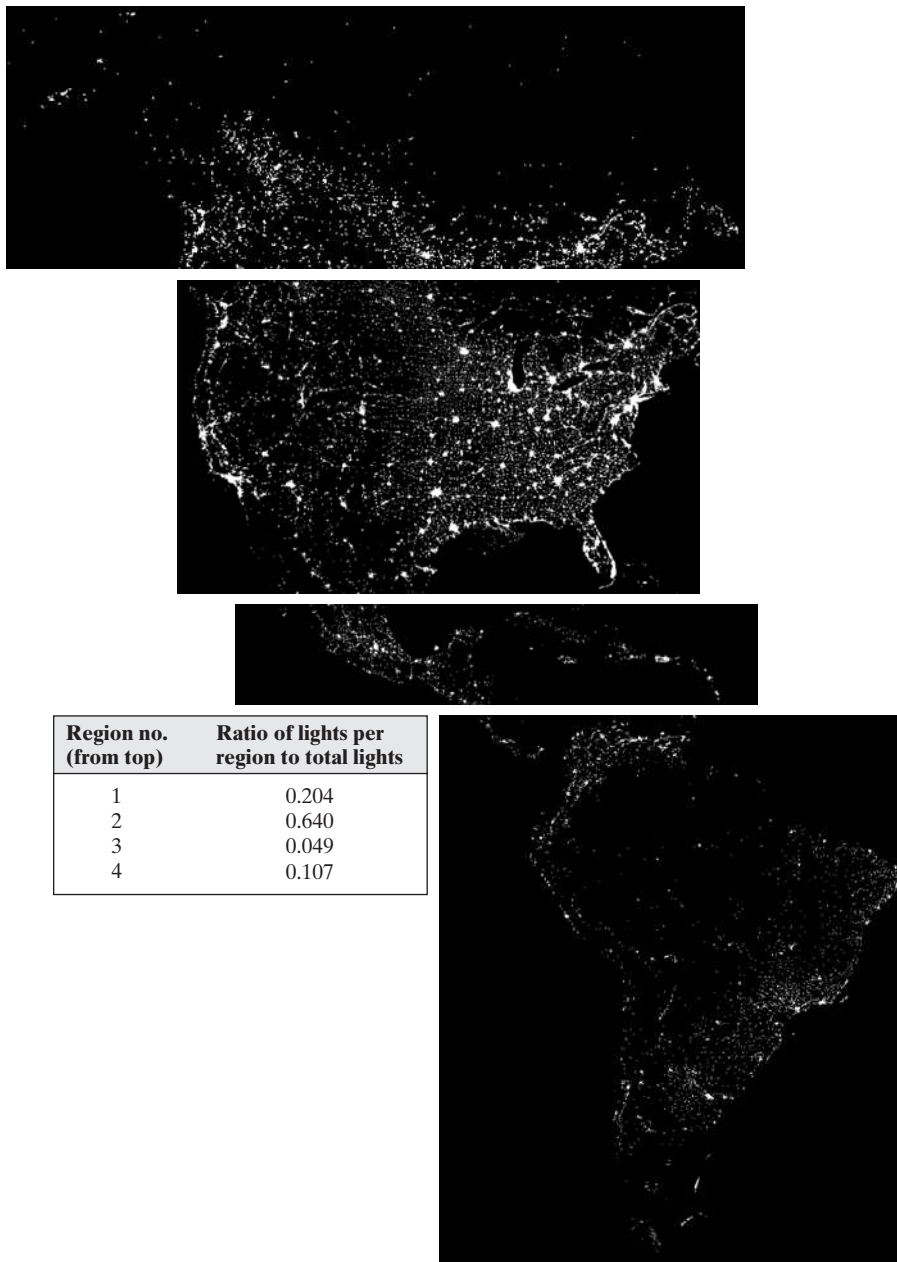 Region no. Ratio of lights per
(from top) region to total lights
1 0.204
2 0.640
3 0.049
4 0.107